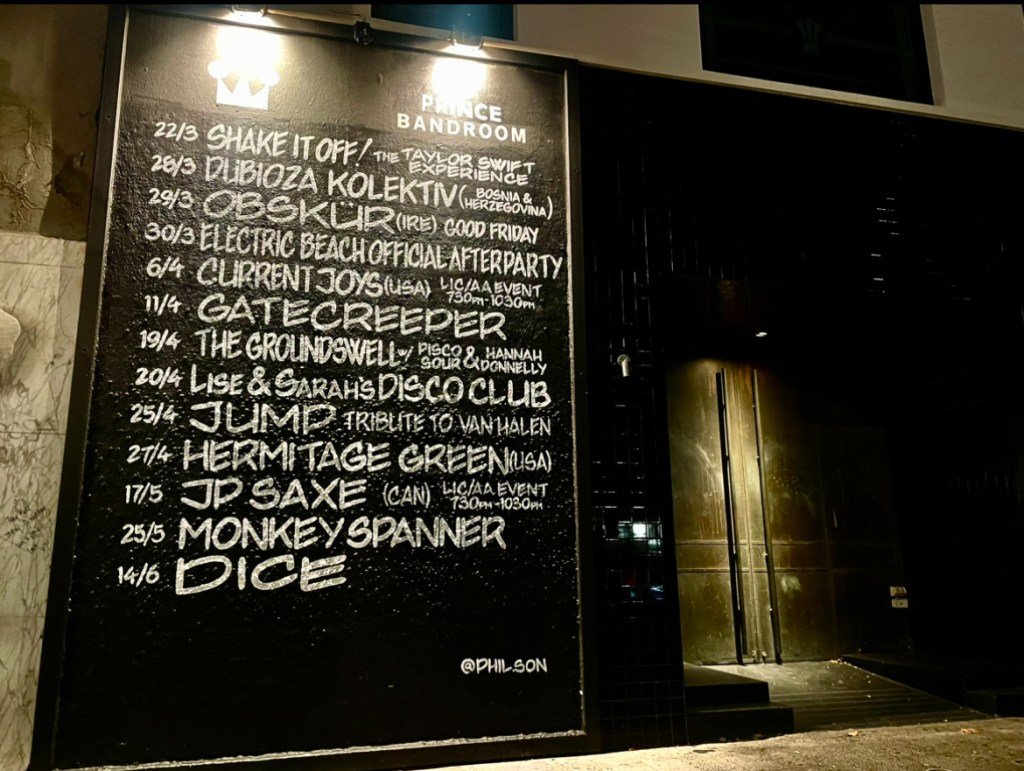 PRINCE
BANDROOM
22/3 SHAKE IT OFF/ THE TAYLOR SWIFT EXPERIENCE
28/3 DUBIOZA KOLEKTIV (BOSNIA & HERZEGOVINA)
29/3 OBSKÜR (IRE) GOOD FRIDAY
30/3 ELECTRIC BEACH OFFICIAL AFTERPARTY
6/4 CURRENT JOYS (USA) LIC/AA EVENT 730PM-1030PM
11/4 GATECREEPER
19/4 THE GROUNDSWELL W/ DISCO SOUR & HANNAH DONNELLY
20/4 LISE & SARAH'S DISCO CLUB
25/4 JUMP TRIBUTE TO VAN HALEN
27/4 HERMITAGE GREEN (USA)
17/5 JP SAXE (CAN) LIC/AA EVENT 730PM-1030PM
25/5 MONKEY SPANNER
14/6 DICE
@PHIL.SON